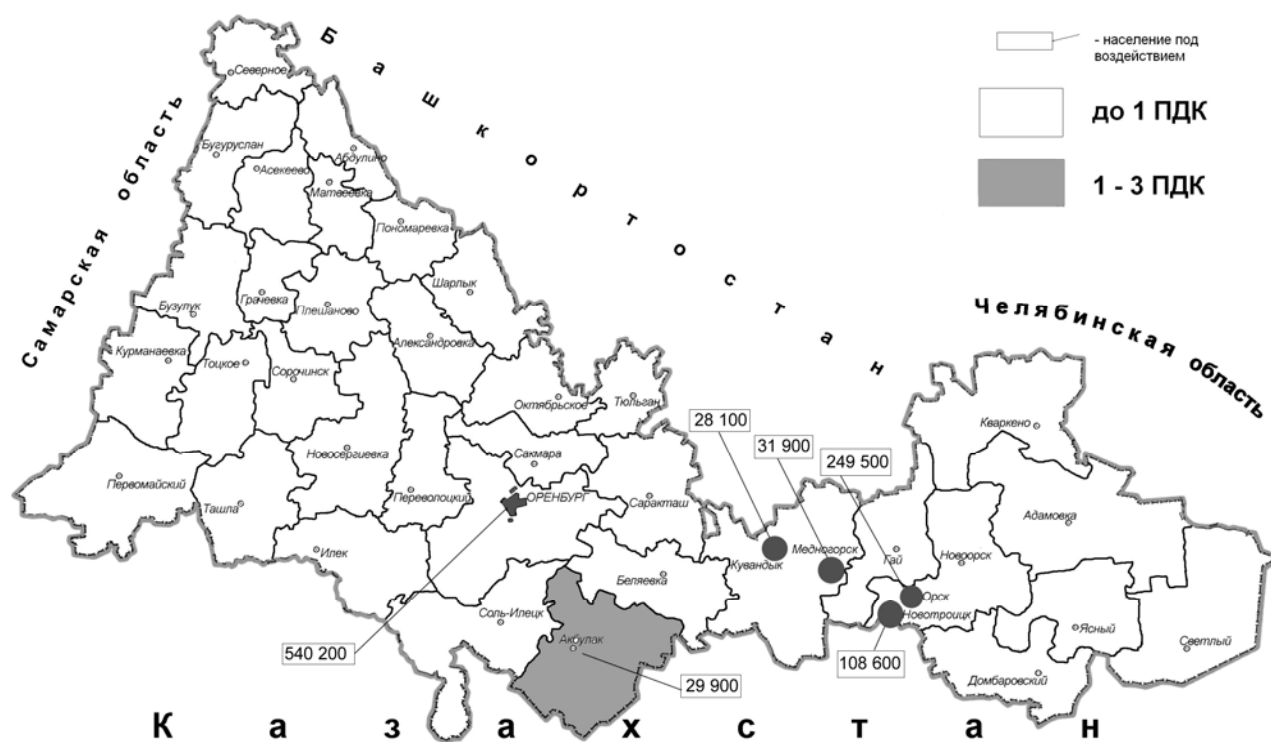 Башкортостан
Самарская область
Челябинская область
Казахстан
- население под
воздействием
до 1 ПДК
1 - 3 ПДК
Северное
Бугуруслан
Абдулино
Асекеево
Матвеевка
Пономаревка
Шарлык
Грачевка
Плешаново
Бузулук
Александровка
Курманаевка
Тоцкое
Сорочинск
Октябрьское
Тюльган
Кваркено
28 100
31 900
249 500
Новосергиевка
Сакмара
Первомайский
Переволоцкий
ОРЕНБУРГ
Саракташ
Ташла
Адамовка
Илек
Медногорск
Кувандык
Гай
Новоорск
Беляевка
Орск
Новотроицк
Соль-Илецк
Ясный
Светлый
Акбулак
540 200
108 600
29 900
Домбаровский